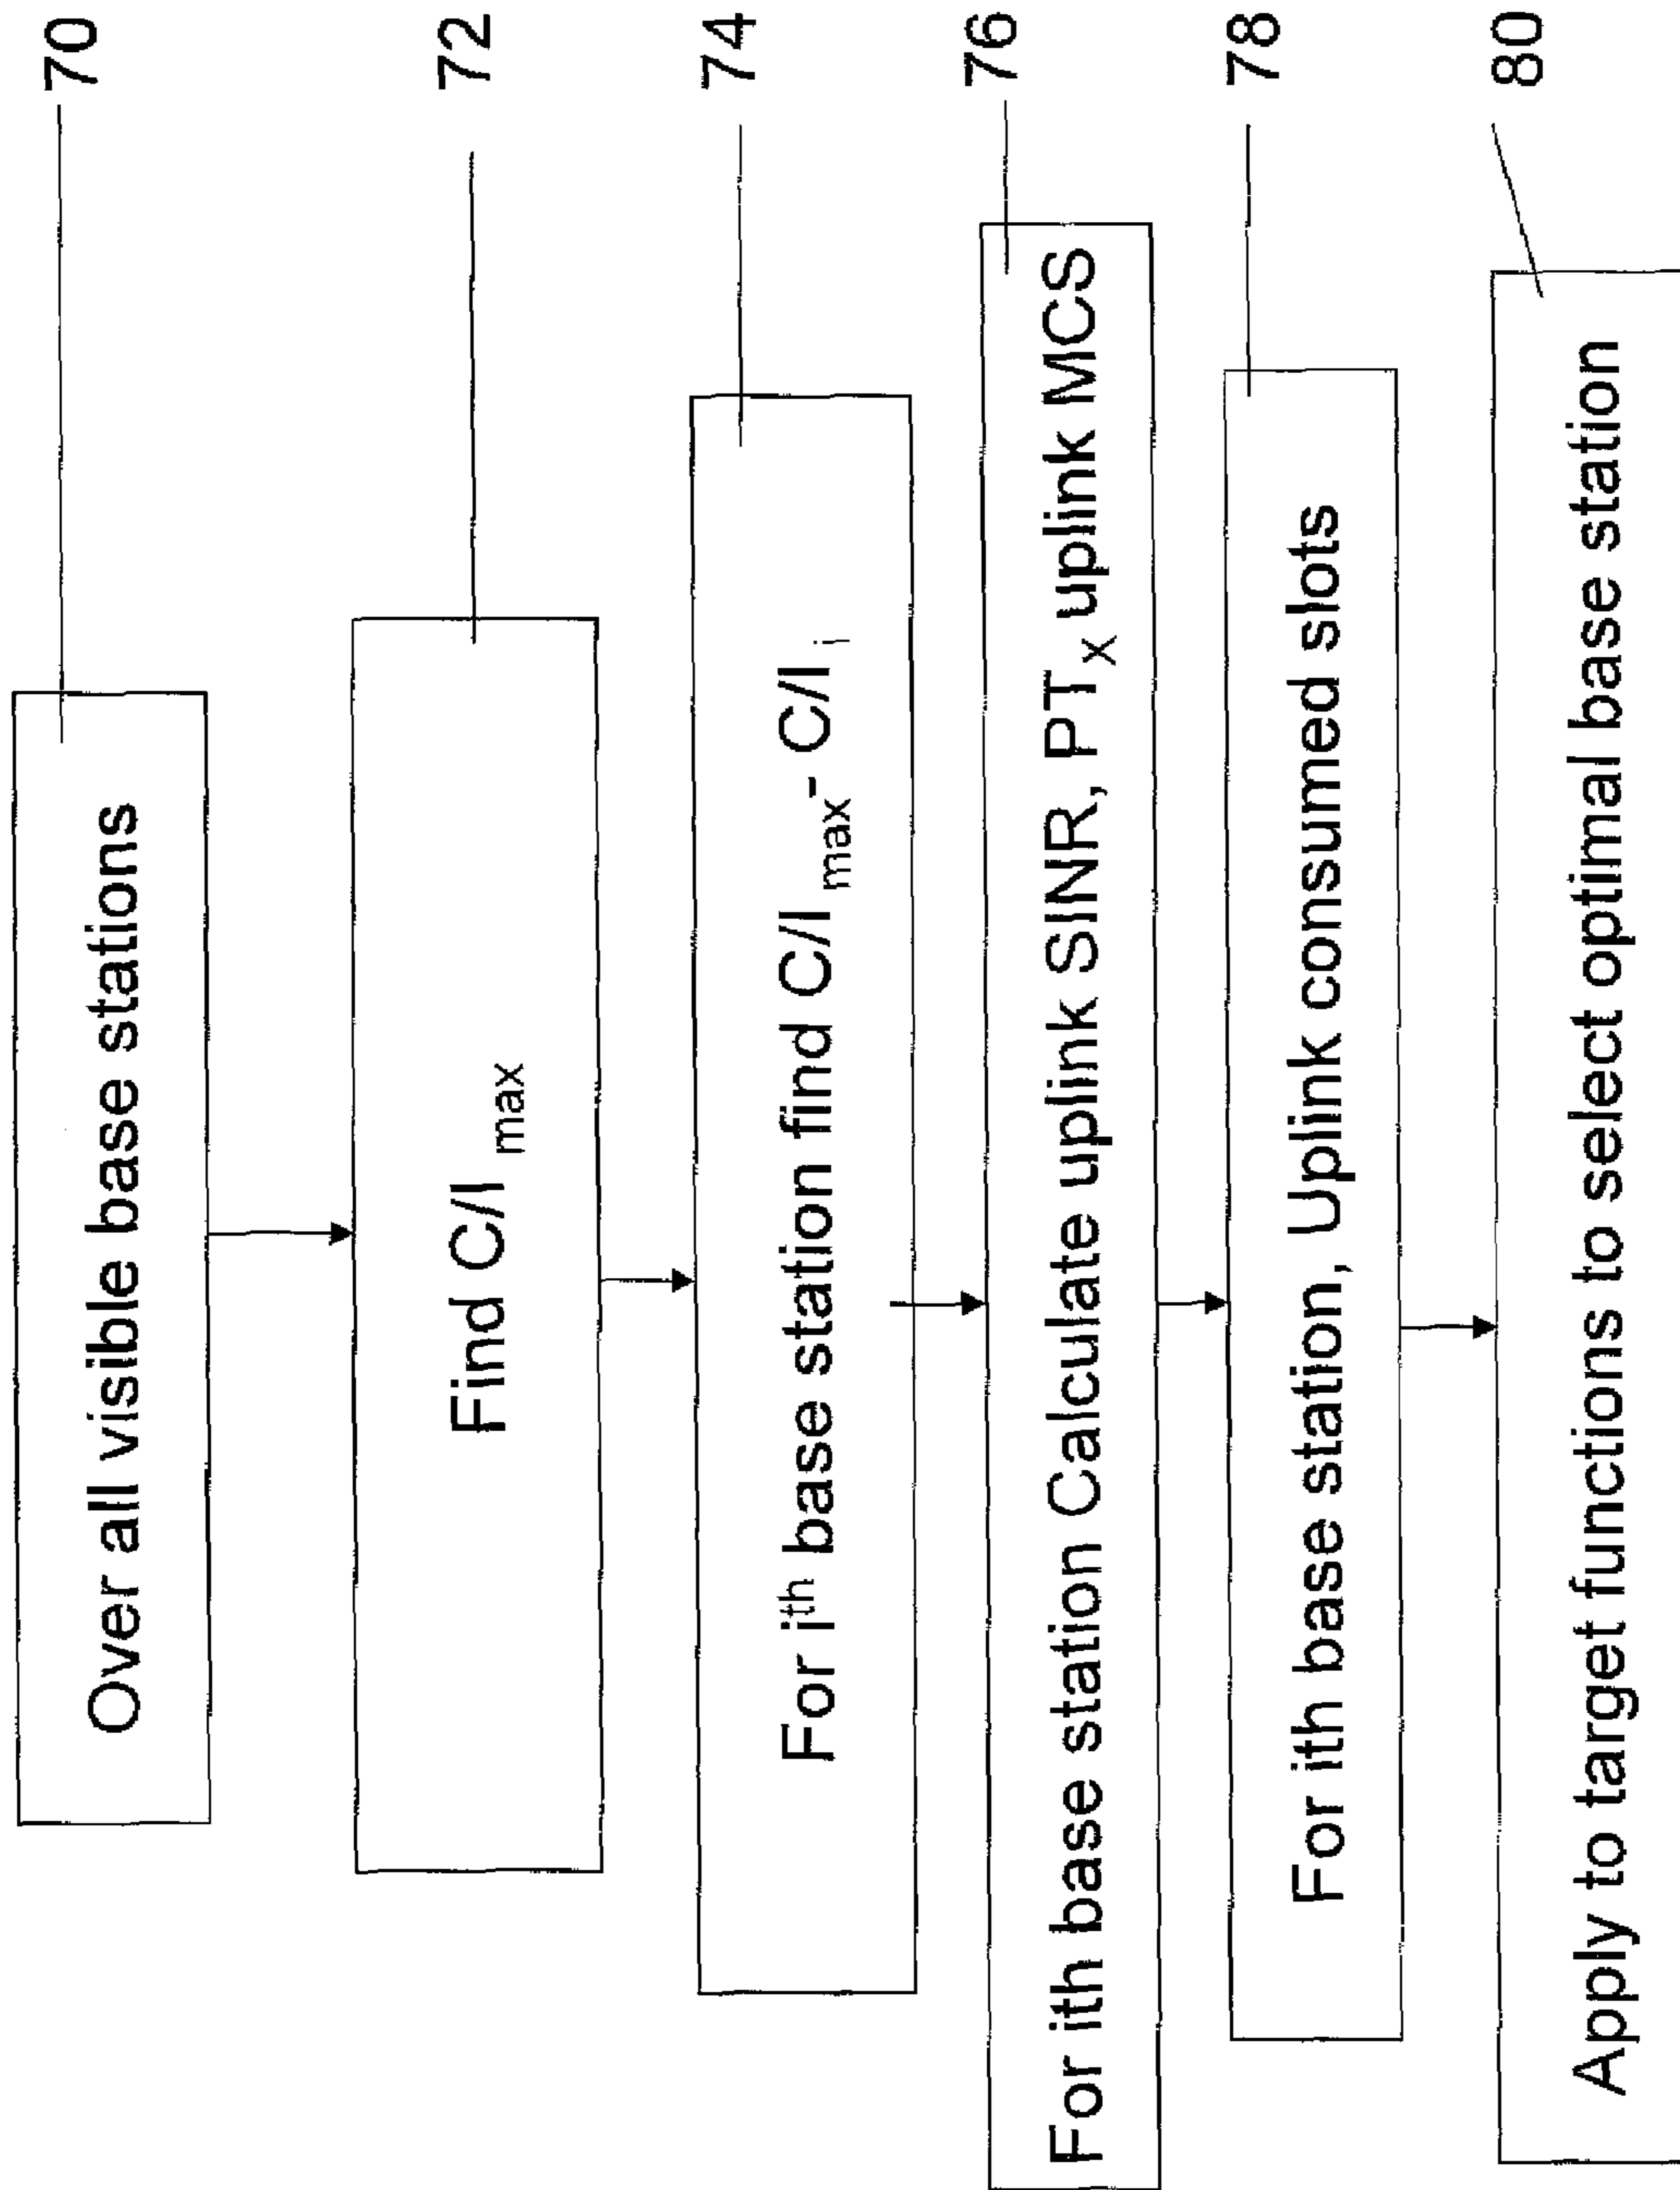 Over all visible base stations
70
Find C/I max
72
For ith base station find C/I max- C/I i
74
For ith base station Calculate uplink SINR, PTX uplink MCS
76
For ith base station, Uplink consumed slots
78
Apply to target functions to select optimal base station
80